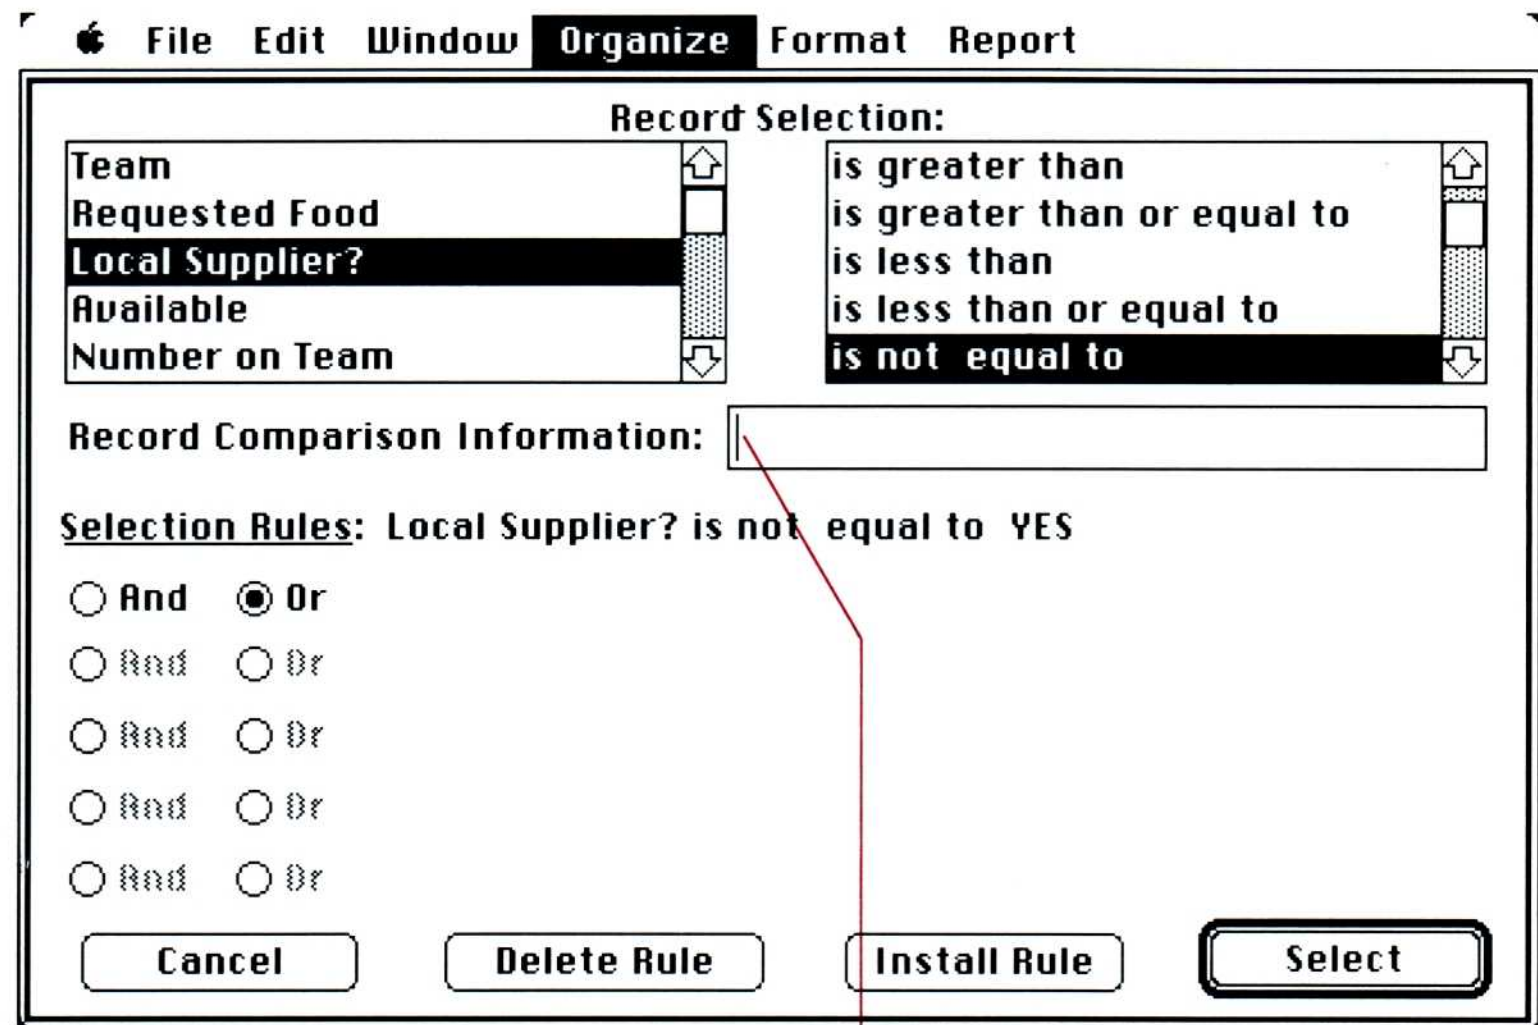 File Edit Window Organize Format Report
Record Selection:
Team
Requested Food
Local Supplier?
Available
Number on Team
is greater than
is greater than or equal to
is less than
is less than or equal to
is not equal to
Record Comparison Information:
Selection Rules: Local Supplier? is not equal to YES
And Or
And Or
And Or
And Or
And Or
Cancel Delete Rule Install Rule Select